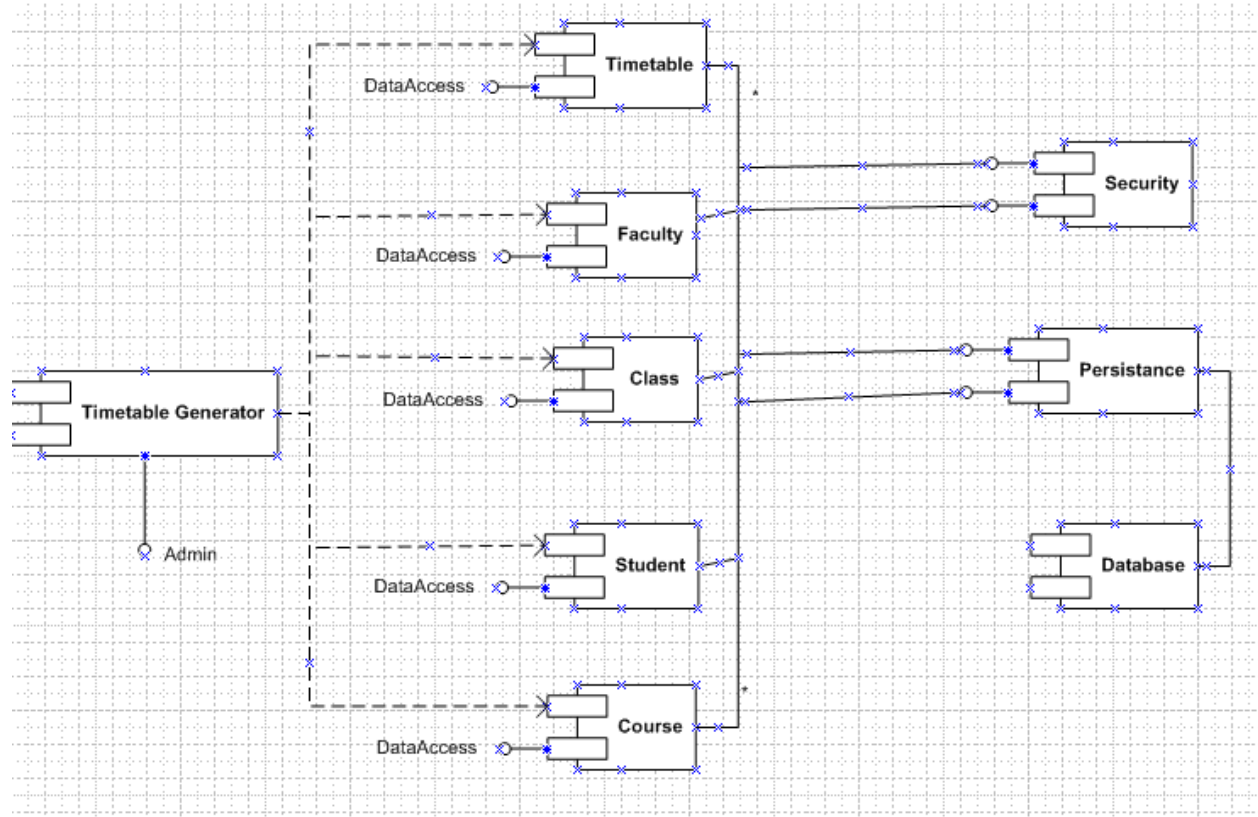 Timetable
DataAccess
*
Security
Faculty
DataAccess
Persistance
Class
DataAccess
Timetable Generator
Admin
Student
Database
DataAccess
*
Course
DataAccess